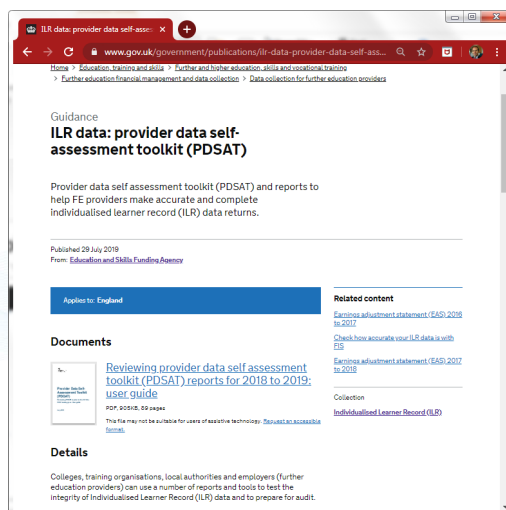 ILR data: provider data self-asses
www.gov.uk/government/publications/ilr-data-provider-data-self-ass...
Home > Education, training and skills > Further and higher education, skills and vocational training
> Further education financial management and data collection > Data collection for further education providers
Guidance
ILR data: provider data self-
assessment toolkit (PDSAT)
Provider data self assessment toolkit (PDSAT) and reports to
help FE providers make accurate and complete
individualised learner record (ILR) data returns.
Published 29 July 2019
From: Education and Skills Funding Agency
Applies to: England
Related content
Earnings adjustment statement (EAS) 2016
to 2017
Check how accurate your ILR data is with
FIS
Earnings adjustment statement (EAS) 2017
to 2018
Collection
Individualised Learner Record (ILR)
Documents
Reviewing provider data self assessment
toolkit (PDSAT) reports for 2018 to 2019:
user guide
PDF, 905KB, 69 pages
This file may not be suitable for users of assistive technology. Request an accessible
format.
Details
Colleges, training organisations, local authorities and employers (further
education providers) can use a number of reports and tools to test the
integrity of Individualised Learner Record (ILR) data and to prepare for audit.